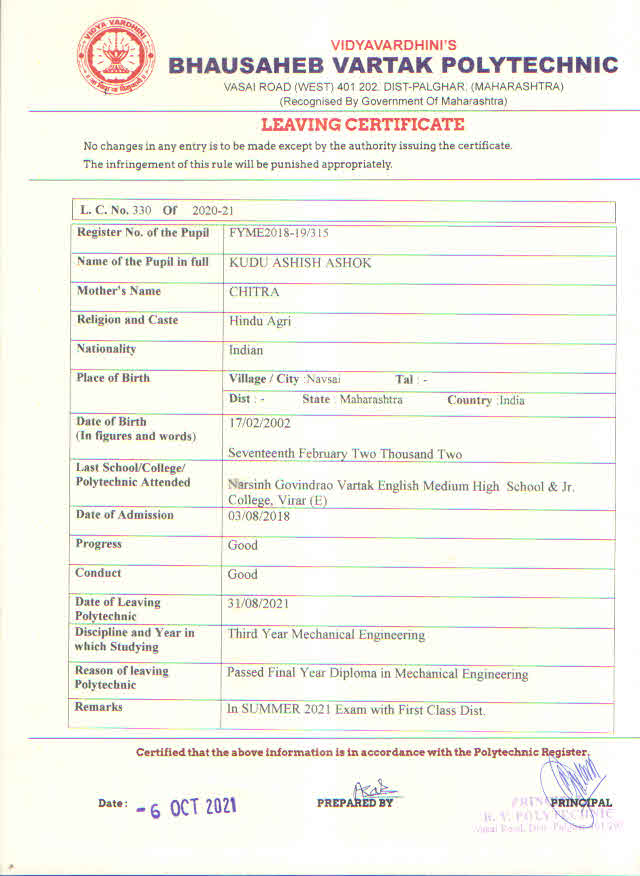 VIDYA VARDHINI
VIDYAVARDHINI'S
BHAUSAHEB VARTAK POLYTECHNIC
VASAI ROAD (WEST) 401 202. DIST-PALGHAR. (MAHARASHTRA)
(Recognised By Government Of Maharashtra)
LEAVING CERTIFICATE
No changes in any entry is to be made except by the authority issuing the certificate.
The infringement of this rule will be punished appropriately.
L. C. No. 330 Of 2020-21
Register No. of the Pupil FYME2018-19/315
Name of the Pupil in full KUDU ASHISH ASHOK
Mother's Name CHITRA
Religion and Caste Hindu Agri
Nationality Indian
Place of Birth Village / City :Navsai Tal : -
Dist : - State : Maharashtra Country :India
Date of Birth 17/02/2002
(In figures and words)
Seventeenth February Two Thousand Two
Last School/College/
Polytechnic Attended Narsinh Govindrao Vartak English Medium High School & Jr.
College, Virar (E)
Date of Admission 03/08/2018
Progress Good
Conduct Good
Date of Leaving 31/08/2021
Polytechnic
Discipline and Year in Third Year Mechanical Engineering
which Studying
Reason of leaving Passed Final Year Diploma in Mechanical Engineering
Polytechnic
Remarks In SUMMER 2021 Exam with First Class Dist.
Certified that the above information is in accordance with the Polytechnic Register.
Date : - 6 OCT 2021 PREPARED BY PRINCIPAL
B. V. POLYTECHNIC
Vasai Road, Dist. Palghar 401 202